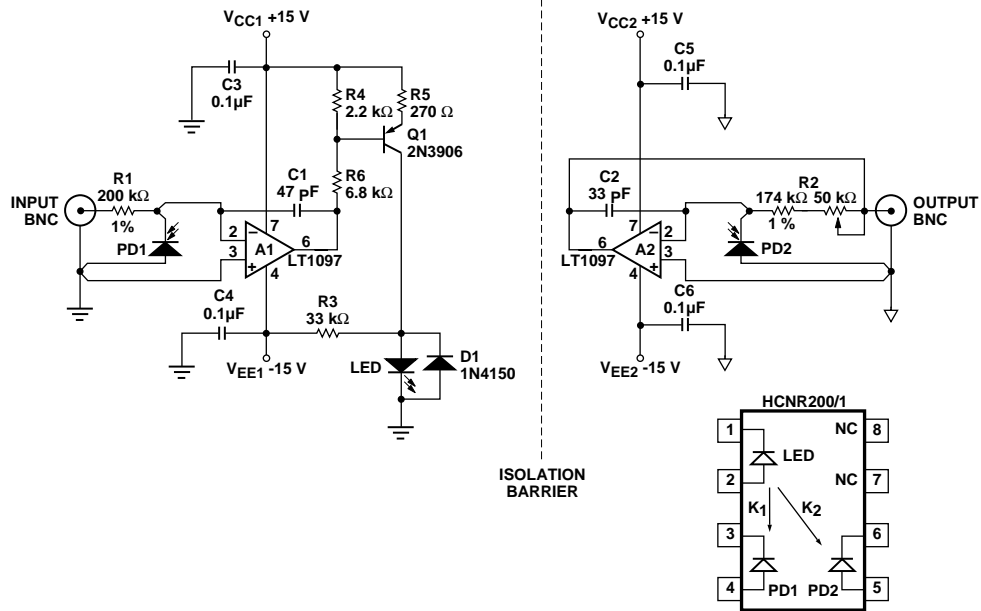 VCC1 +15 V
C3
0.1µF
R4
2.2 kΩ
R5
270 Ω
Q1
2N3906
R6
6.8 kΩ
C1
47 pF
R1
200 kΩ
1%
INPUT
BNC
PD1
2
3
7
A1
6
4
LT1097
C4
0.1µF
R3
33 kΩ
VEE1 -15 V
LED
D1
1N4150
VCC2 +15 V
C5
0.1µF
C2
33 pF
7
2
3
A2
6
4
LT1097
174 kΩ
1 %
R2
50 kΩ
PD2
OUTPUT
BNC
C6
0.1µF
VEE2 -15 V
ISOLATION
BARRIER
HCNR200/1
1
NC
8
LED
2
NC
7
K1
K2
3
6
4
PD1
PD2
5